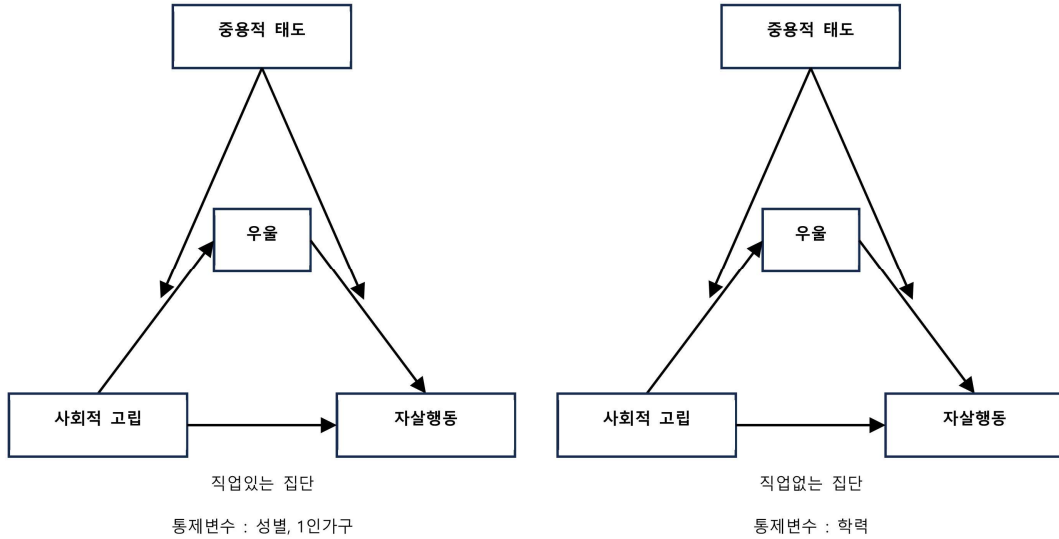 중용적 태도
우울
사회적 고립
자살행동
직업있는 집단
통제변수 : 성별, 1인가구
중용적 태도
우울
사회적 고립
자살행동
직업없는 집단
통제변수 : 학력